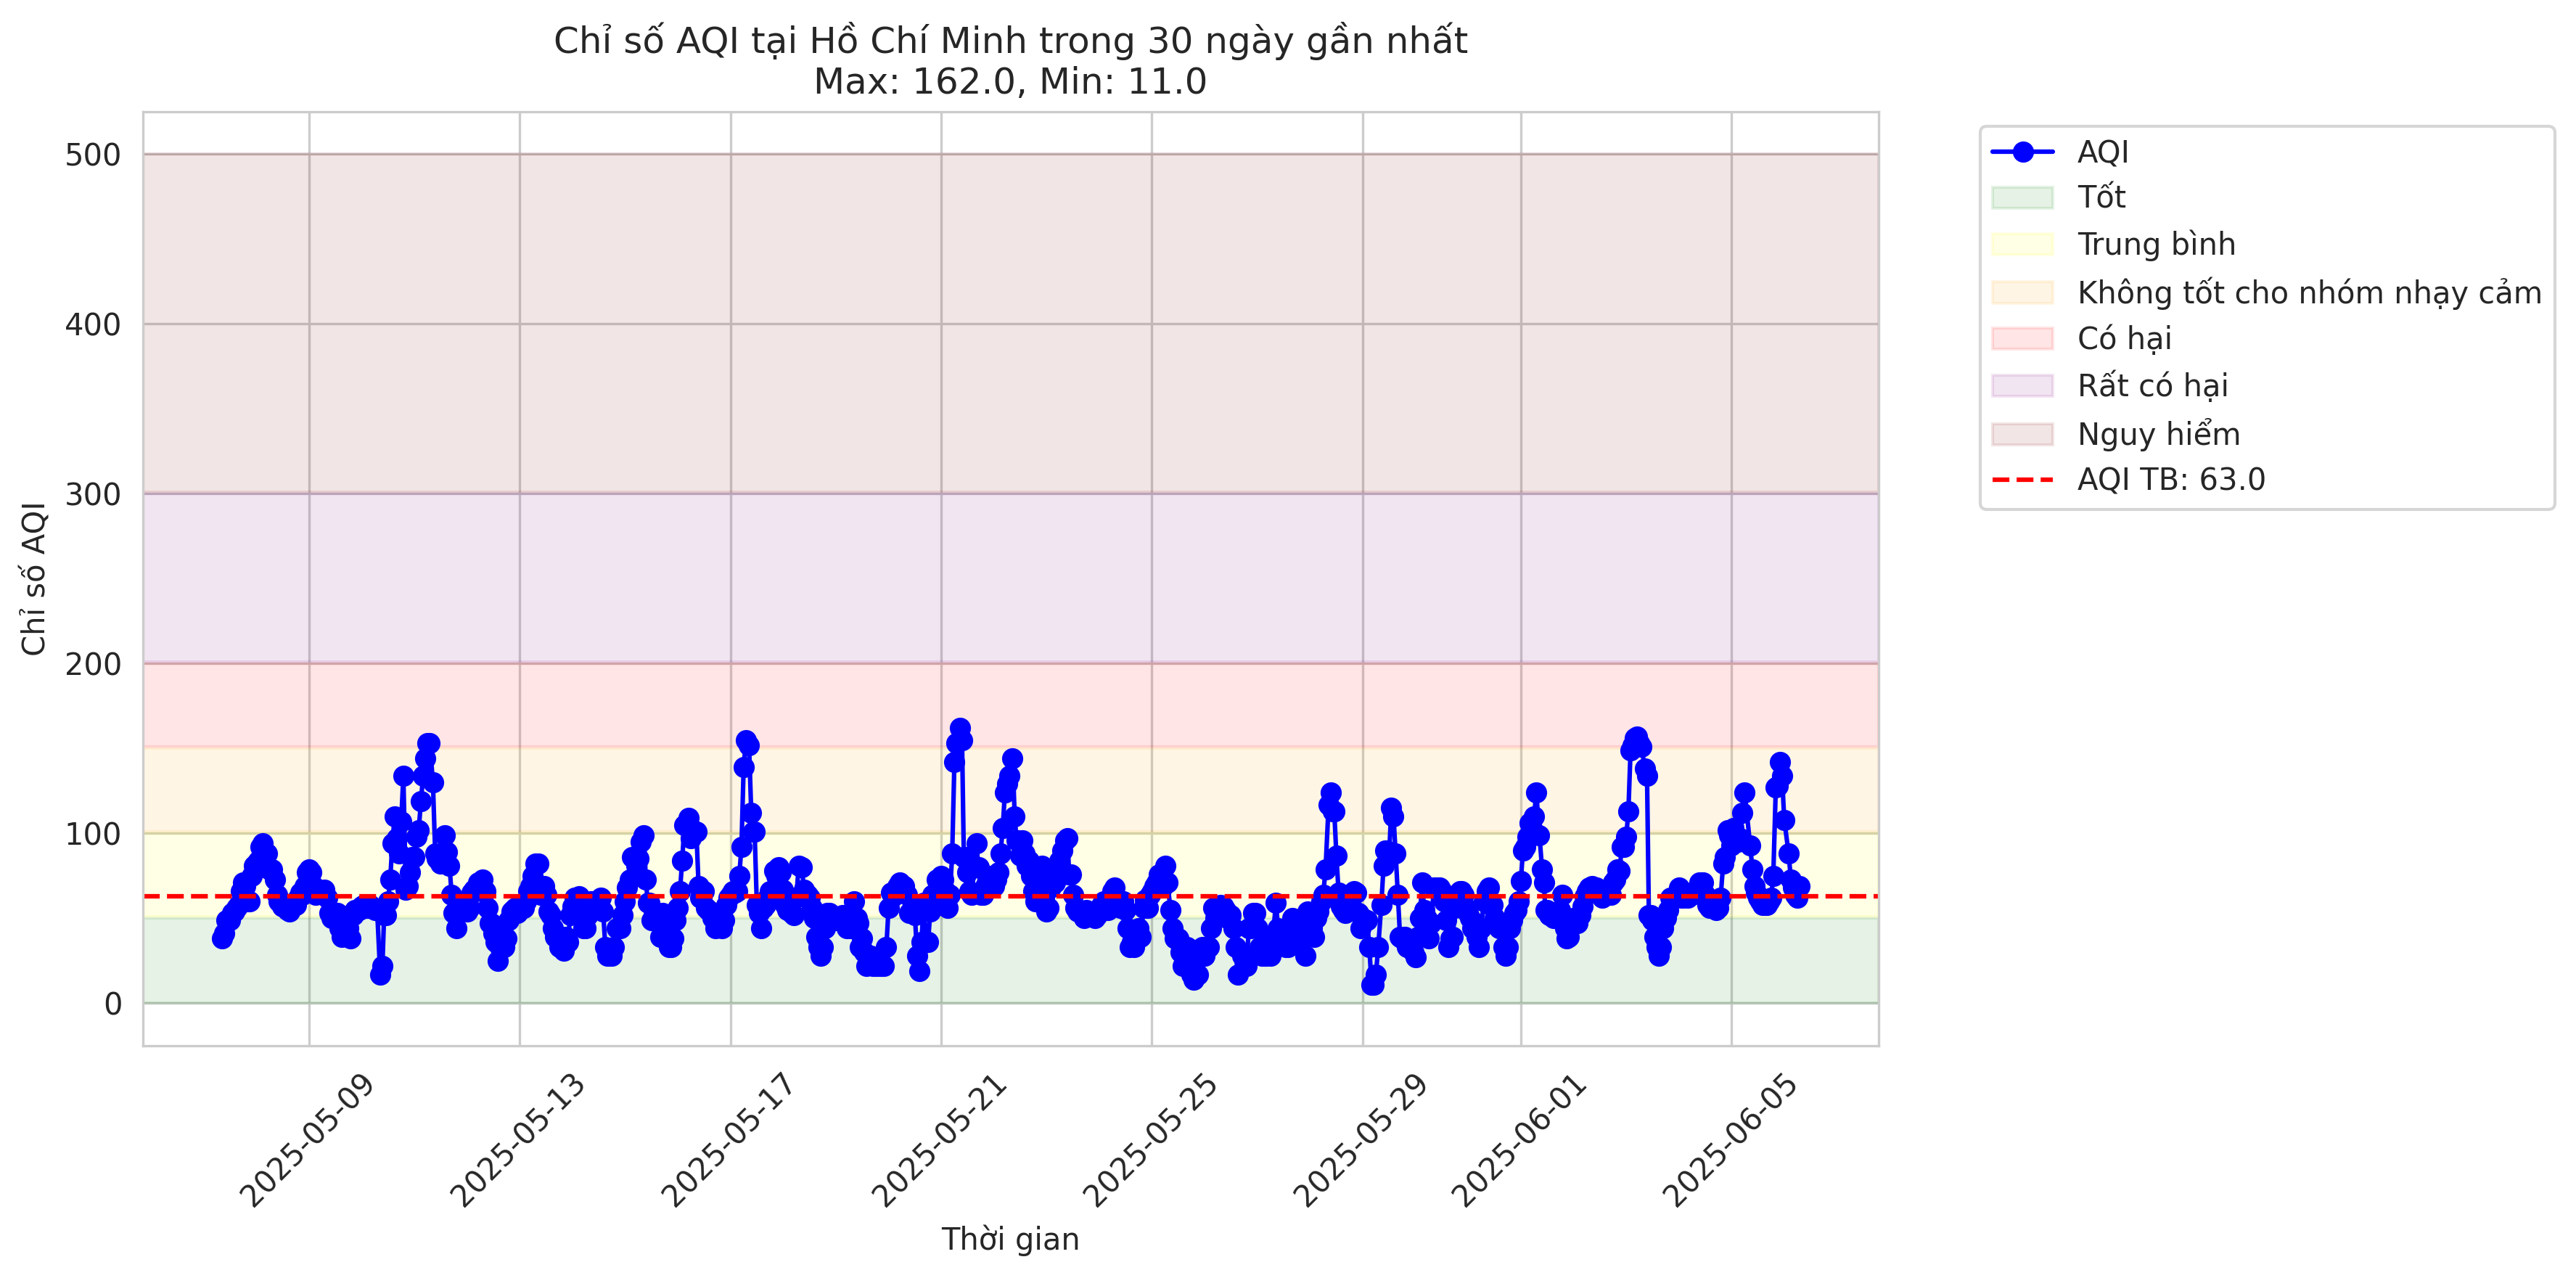 Chỉ số AQI tại Hồ Chí Minh trong 30 ngày gần nhất
Max: 162.0, Min: 11.0
Chỉ số AQI
500
400
300
200
100
0
2025-05-09
2025-05-13
2025-05-17
2025-05-21
2025-05-25
2025-05-29
2025-06-01
2025-06-05
Thời gian
AQI
Tốt
Trung bình
Không tốt cho nhóm nhạy cảm
Có hại
Rất có hại
Nguy hiểm
AQI TB: 63.0